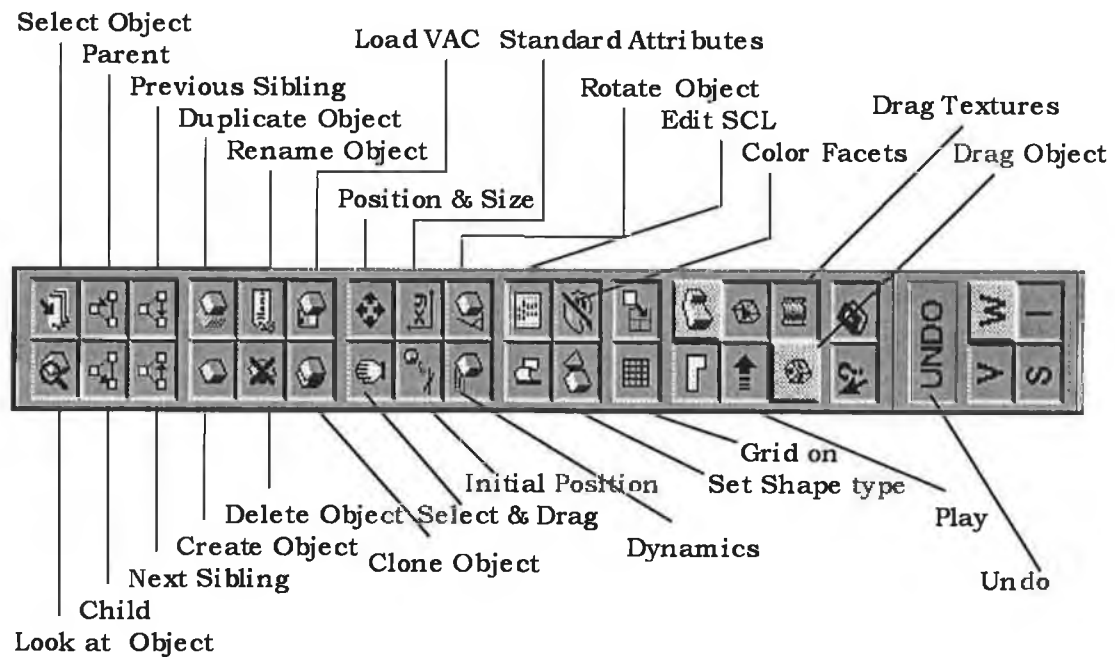 Select Object
Load VAC Standard Attributes
Parent
Rotate Object
Previous Sibling
Drag Textures
Duplicate Object
Edit SCL
Rename Object
Color Facets
Drag Object
Position & Size
UNDO
W
I
V
S
?
Grid on
Initial Position
Set Shape type
Delete Object
Select & Drag
Play
Create Object
Dynamics
Clone Object
Next Sibling
Undo
Child
Look at Object